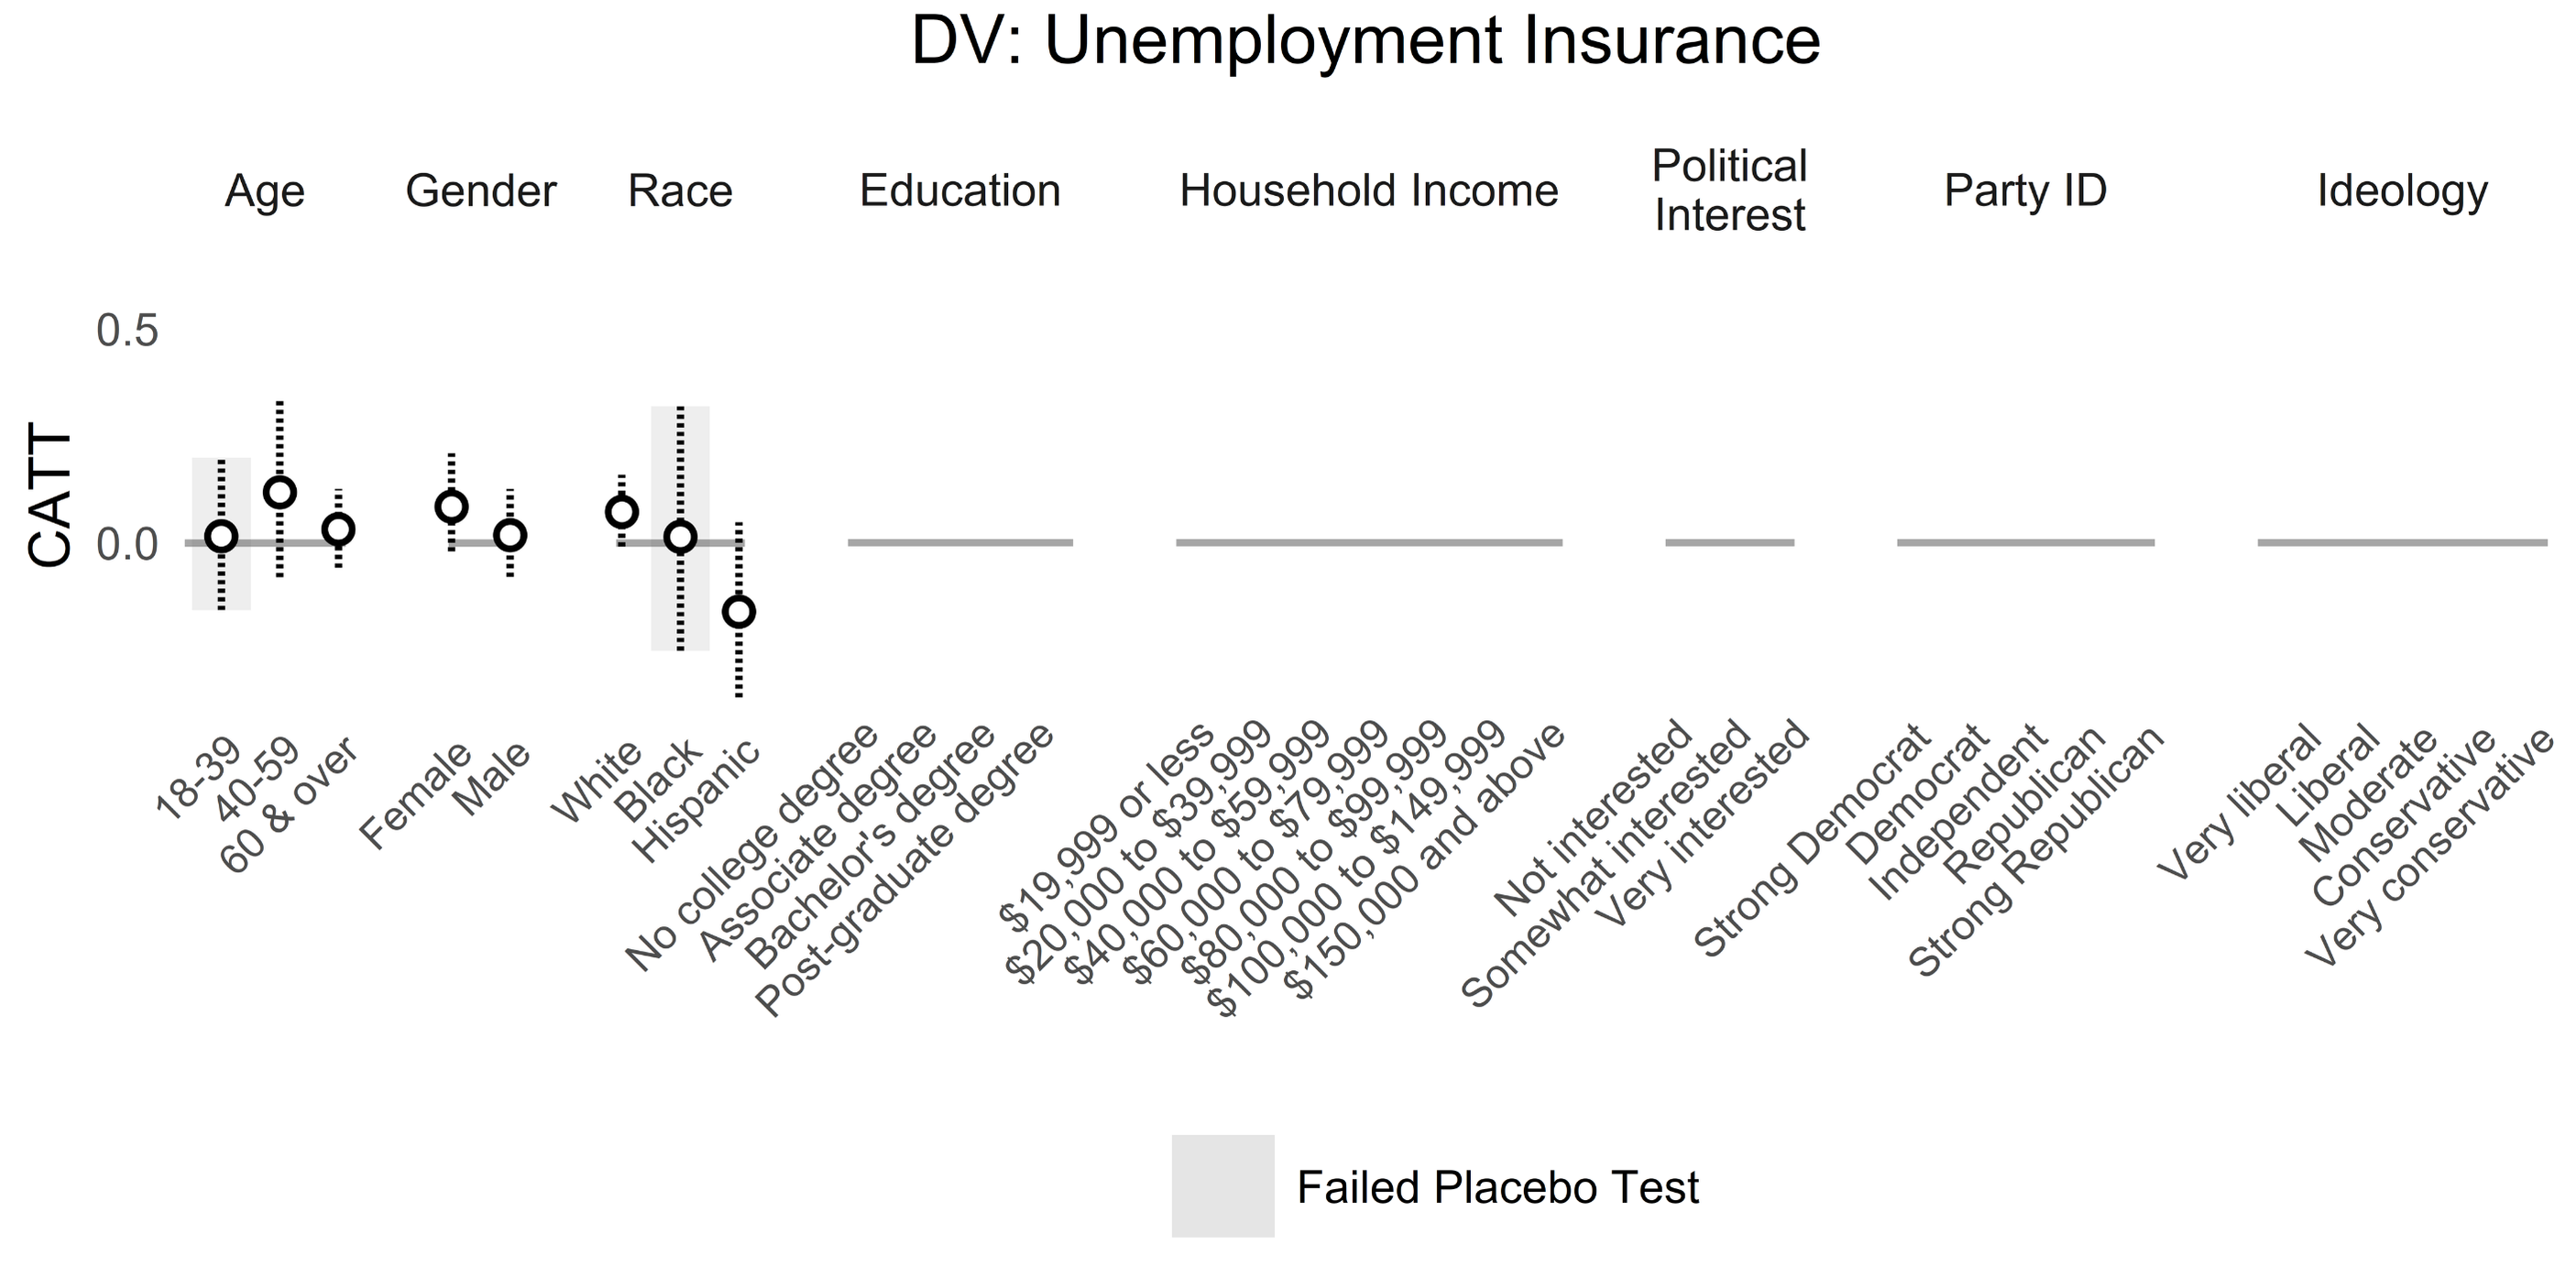 DV: Unemployment Insurance
Age
Gender
Race
Education
Household Income
Political
Interest
Party ID
Ideology
CATT
0.5
0.0
18-39
40-59
60 & over
Female
Male
White
Black
Hispanic
No college degree
Associate degree
Bachelor's degree
Post-graduate degree
$19,999 or less
$20,000 to $39,999
$40,000 to $59,999
$60,000 to $79,999
$80,000 to $99,999
$100,000 to $149,999
$150,000 and above
Not interested
Somewhat interested
Very interested
Strong Democrat
Democrat
Independent
Republican
Strong Republican
Very liberal
Liberal
Moderate
Conservative
Very conservative
Failed Placebo Test